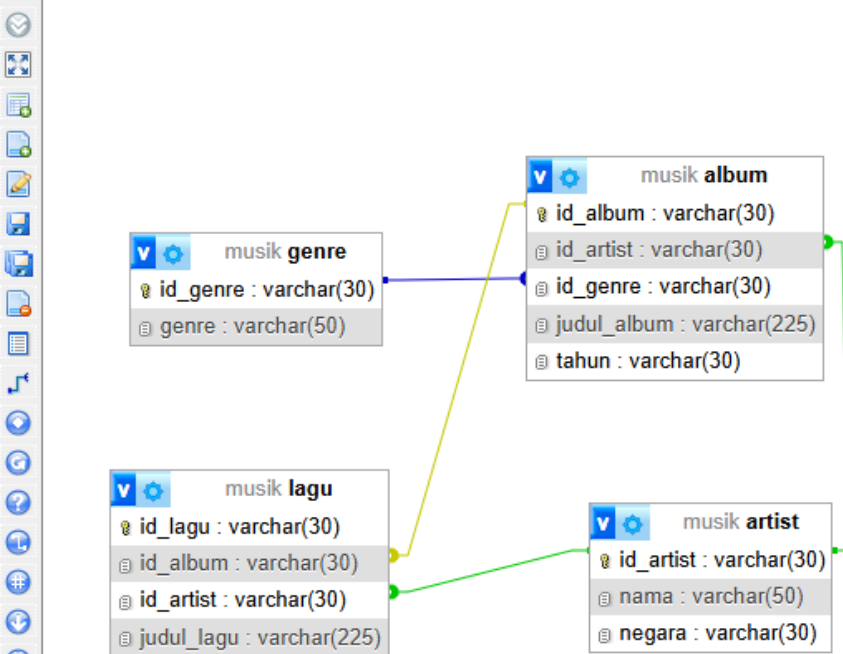 musik album
id_album : varchar(30)
id_artist : varchar(30)
id_genre : varchar(30)
judul_album : varchar(225)
tahun : varchar(30)
musik genre
id_genre : varchar(30)
genre : varchar(50)
musik lagu
id_lagu : varchar(30)
id_album : varchar(30)
id_artist : varchar(30)
judul_lagu : varchar(225)
musik artist
id_artist : varchar(30)
nama : varchar(50)
negara : varchar(30)